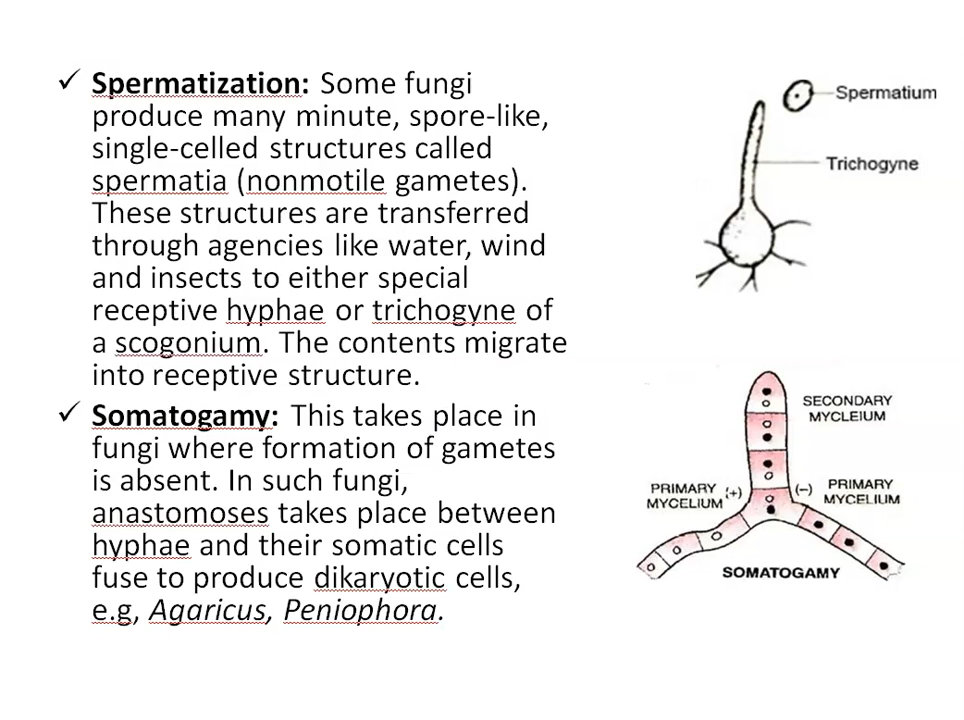 ✓ Spermatization: Some fungi
produce many minute, spore-like,
single-celled structures called
spermatia (nonmotile gametes).
These structures are transferred
through agencies like water, wind
and insects to either special
receptive hyphae or trichogyne of
a scogonium. The contents migrate
into receptive structure.
✓ Somatogamy: This takes place in
fungi where formation of gametes
is absent. In such fungi,
anastomoses takes place between
hyphae and their somatic cells
fuse to produce dikaryotic cells,
e.g, Agaricus, Peniophora.
Spermatium
Trichogyne
SECONDARY
MYCLEIUM
PRIMARY
MYCELIUM
(+)
(−)
PRIMARY
MYCELIUM
SOMATOGAMY